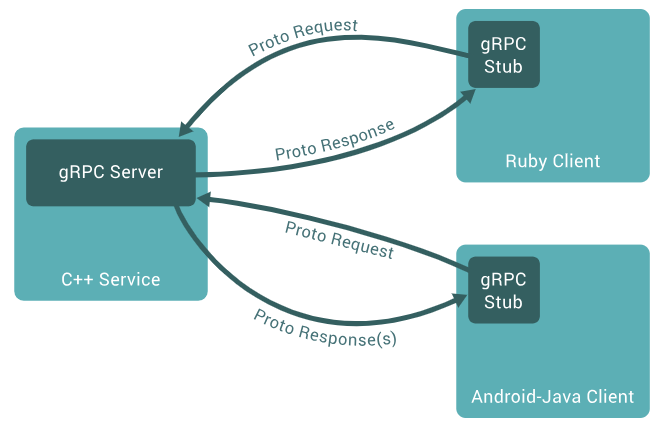 Proto Request
gRPC
Stub
Ruby Client
Proto Response
gRPC Server
C++ Service
Proto Request
gRPC
Stub
Proto Response(s)
Android-Java Client